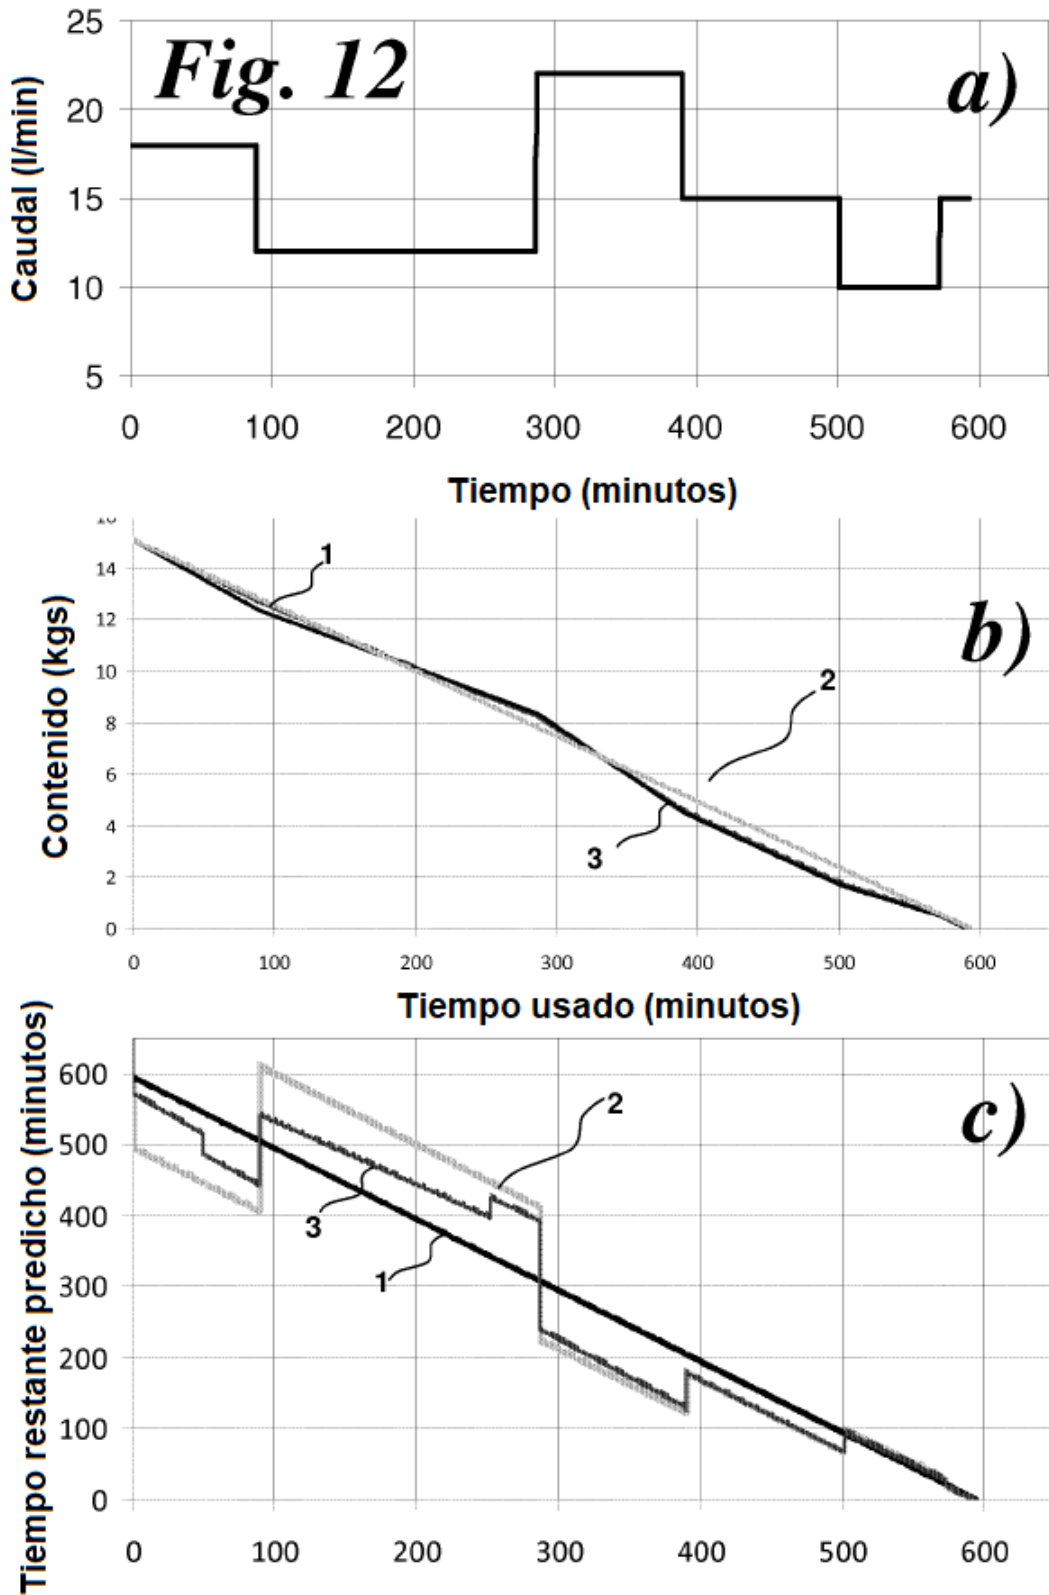 Fig. 12
a)
Caudal (l/min)
25
20
15
10
5
0 100 200 300 400 500 600
Tiempo (minutos)
b)
Contenido (kgs)
16
14
12
10
8
6
4
2
0
1
2
3
0 100 200 300 400 500 600
Tiempo usado (minutos)
c)
Tiempo restante predicho (minutos)
600
500
400
300
200
100
0
2
3
1
0 100 200 300 400 500 600